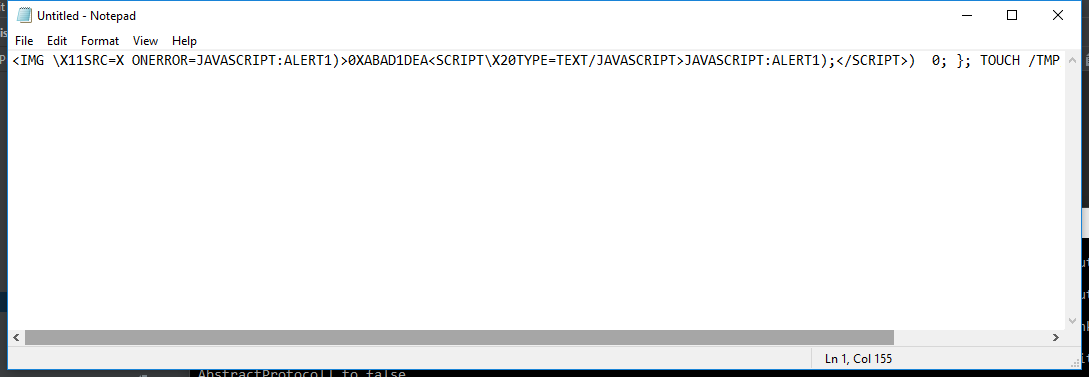 Untitled - Notepad
File Edit Format View Help
<IMG \X11SRC=X ONERROR=JAVASCRIPT:ALERT1)>0XABAD1DEA<SCRIPT\X20TYPE=TEXT/JAVASCRIPT>JAVASCRIPT:ALERT1);</SCRIPT>)  0; }; TOUCH /TMP
Ln 1, Col 155
AbstractProtocol] to false